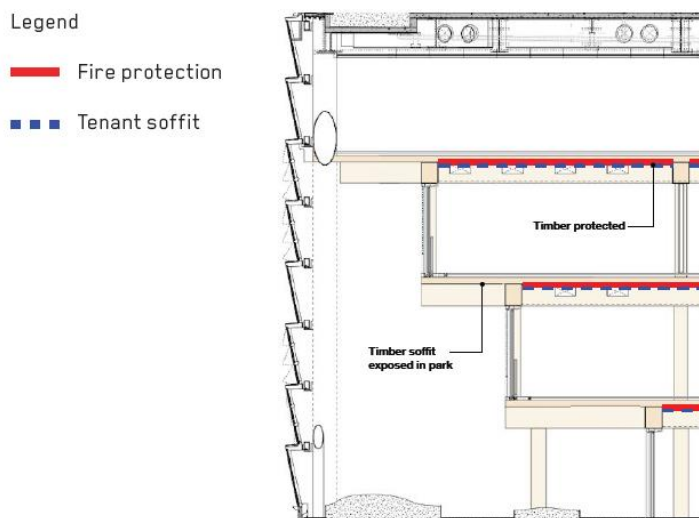 Legend
Fire protection
Tenant soffit
Timber protected
Timber soffit
exposed in park